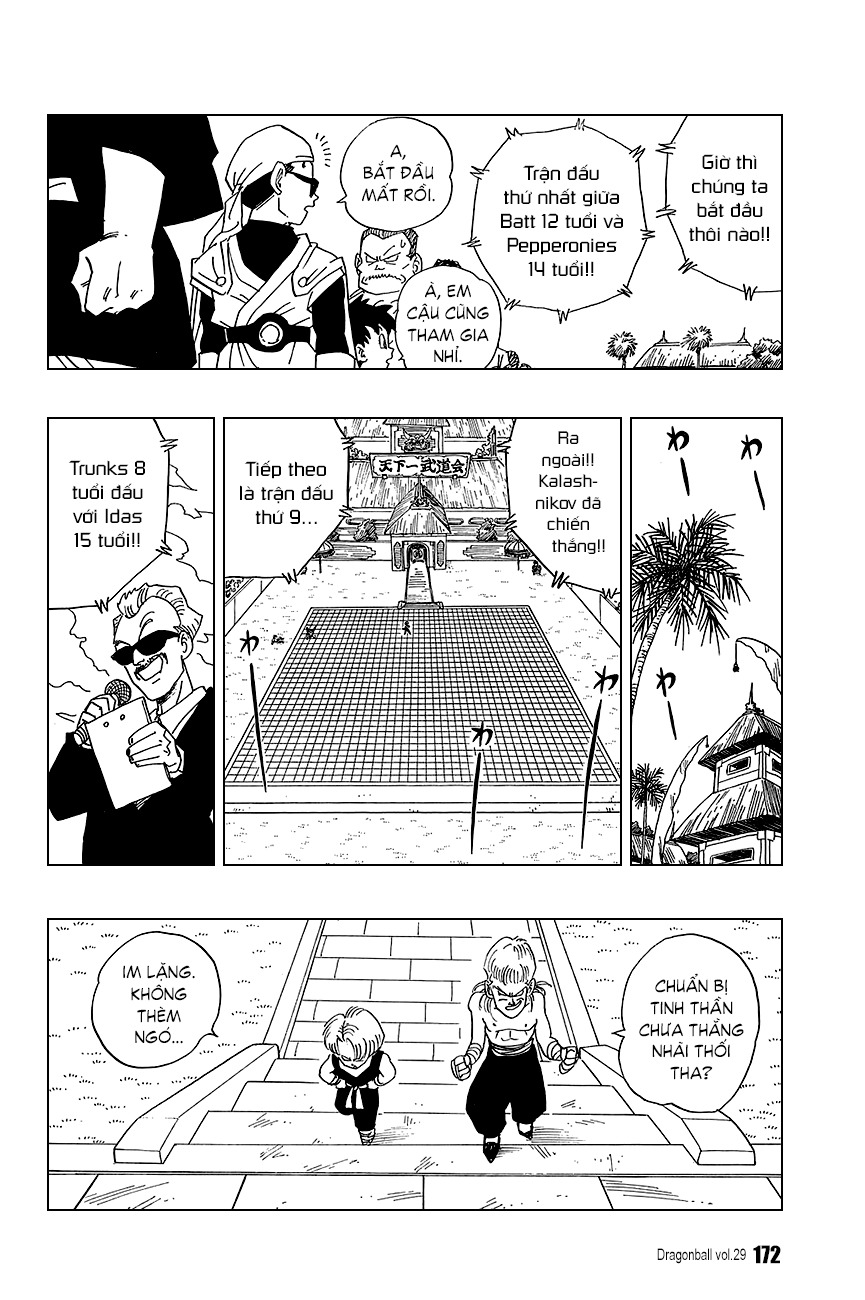 Giờ thì
chúng ta
bắt đầu
thôi nào!!
Trận đấu
thứ nhất giữa
Batt 12 tuổi và
Pepperonies
14 tuổi!!
A,
BẮT ĐẦU
MẤT RỒI.
À, EM
CẬU CŨNG
THAM GIA
NHỈ.
わー
わー
わー
Ra
ngoài!!
Kalash-
nikov đã
chiến
thắng!!
天下一武道会
Tiếp theo
là trận đấu
thứ 9...
わー
わー
わー
Trunks 8
tuổi đấu
với Idas
15 tuổi!!
CHUẨN BỊ
TINH THẦN
CHƯA THẰNG
NHÃI THỐI
THA?
IM LẶNG.
KHÔNG
THÈM
NGÓ...
Dragonball vol.29 172